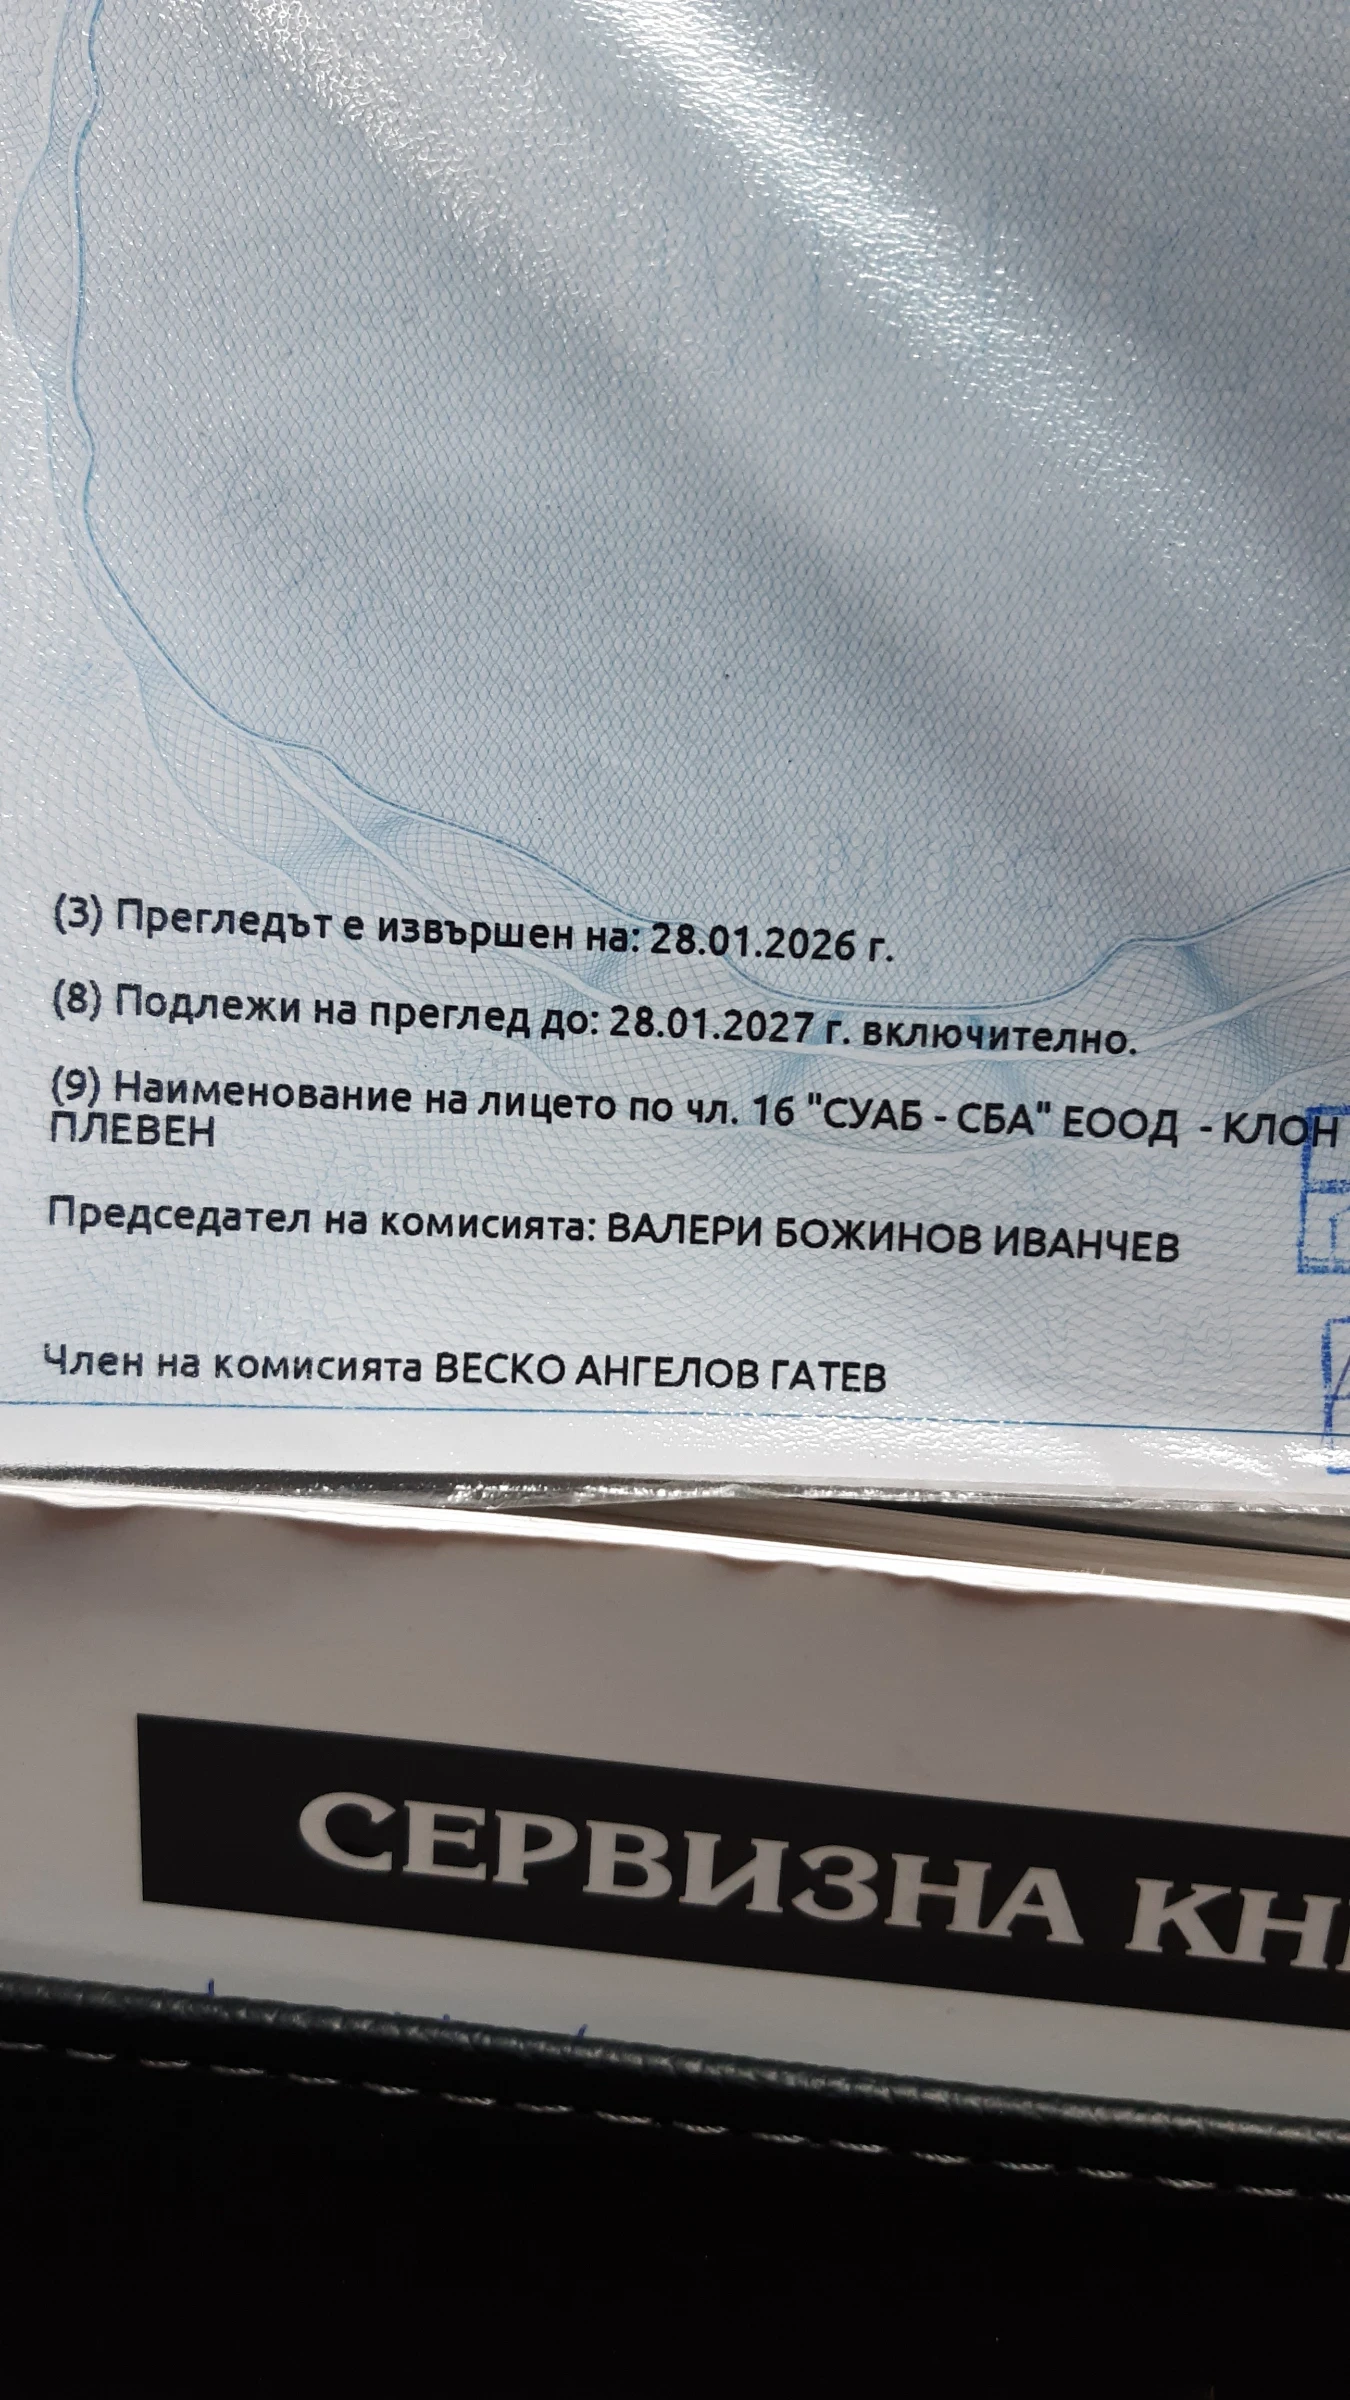 (3) Прегледът е извършен на: 28.01.2026 г.
(8) Подлежи на преглед до: 28.01.2027 г. включително.
(9) Наименование на лицето по чл. 16 "СУАБ - СБА" ЕООД - КЛОН
ПЛЕВЕН
Председател на комисията: ВАЛЕРИ БОЖИНОВ ИВАНЧЕВ
Член на комисията ВЕСКО АНГЕЛОВ ГАТЕВ
СЕРВИЗНА КН